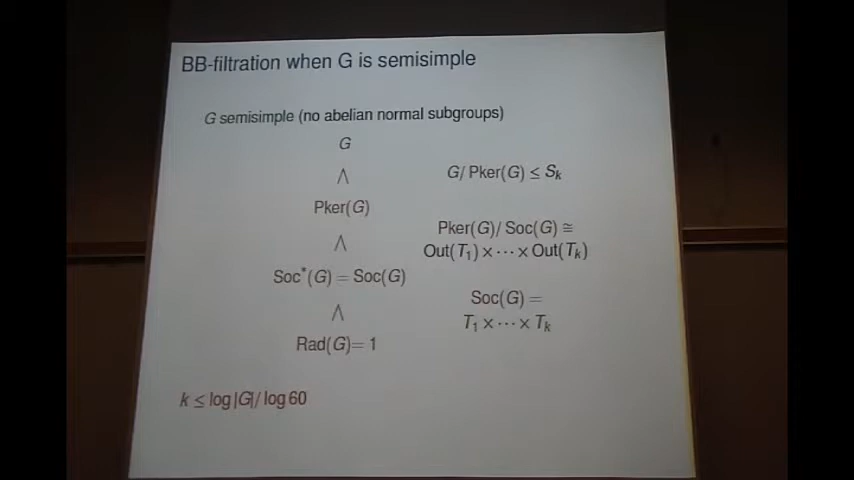 BB-filtration when G is semisimple
G semisimple (no abelian normal subgroups)
G
∧
G/ Pker(G) ≤ Sₖ
Pker(G)
∧
Pker(G)/ Soc(G) ≅
Out(T₁) × ⋯ × Out(Tₖ)
Soc*(G) = Soc(G)
∧
Soc(G) =
T₁ × ⋯ × Tₖ
Rad(G)= 1
k ≤ log |G|/ log 60